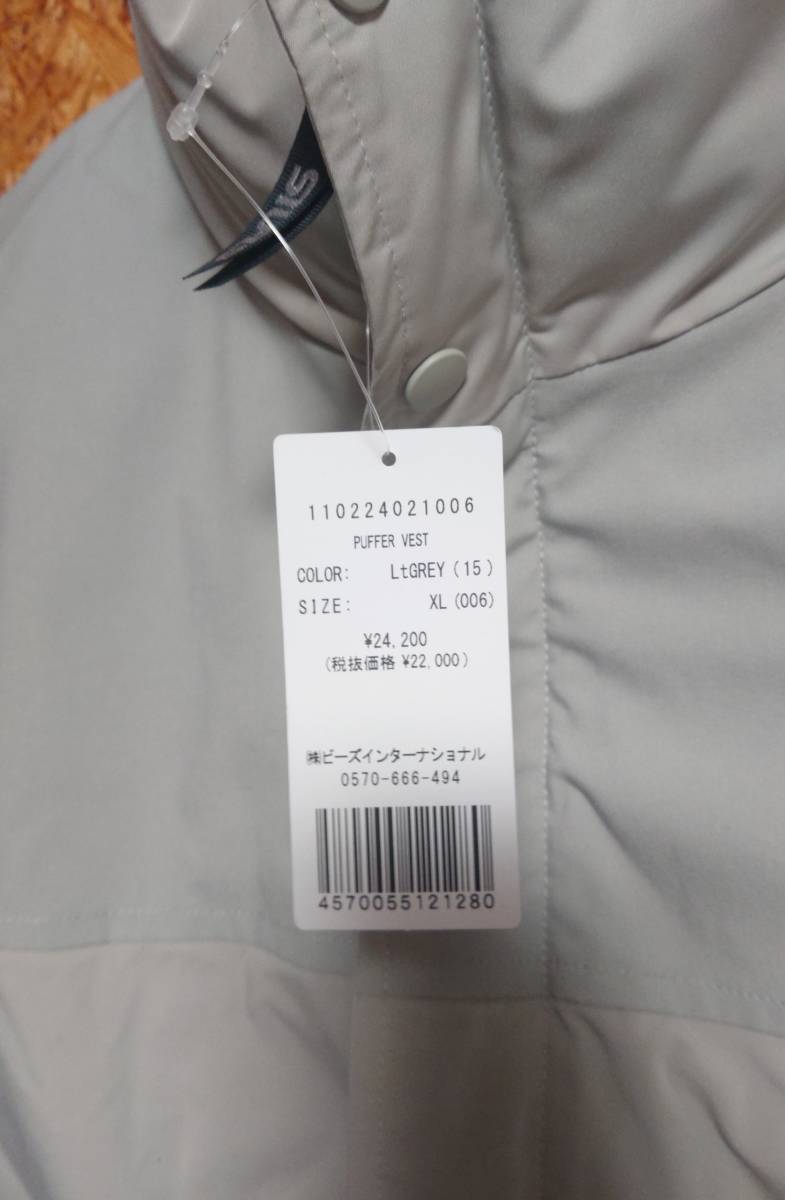 110224021006
PUFFER VEST
COLOR: LtGREY (15)
SIZE: XL (006)
¥24,200
(税抜価格 ¥22,000)
㈱ビーズインターナショナル
0570-666-494
4570055121280